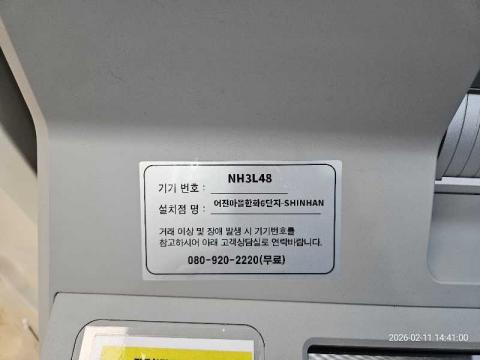 기기 번호 : NH3L48
설치점 명 : 어진마을한화6단지-SHINHAN
거래 이상 및 장애 발생 시 기기번호를
참고하시어 아래 고객상담실로 연락바랍니다.
080-920-2220(무료)
2026-02-11 14:41:00